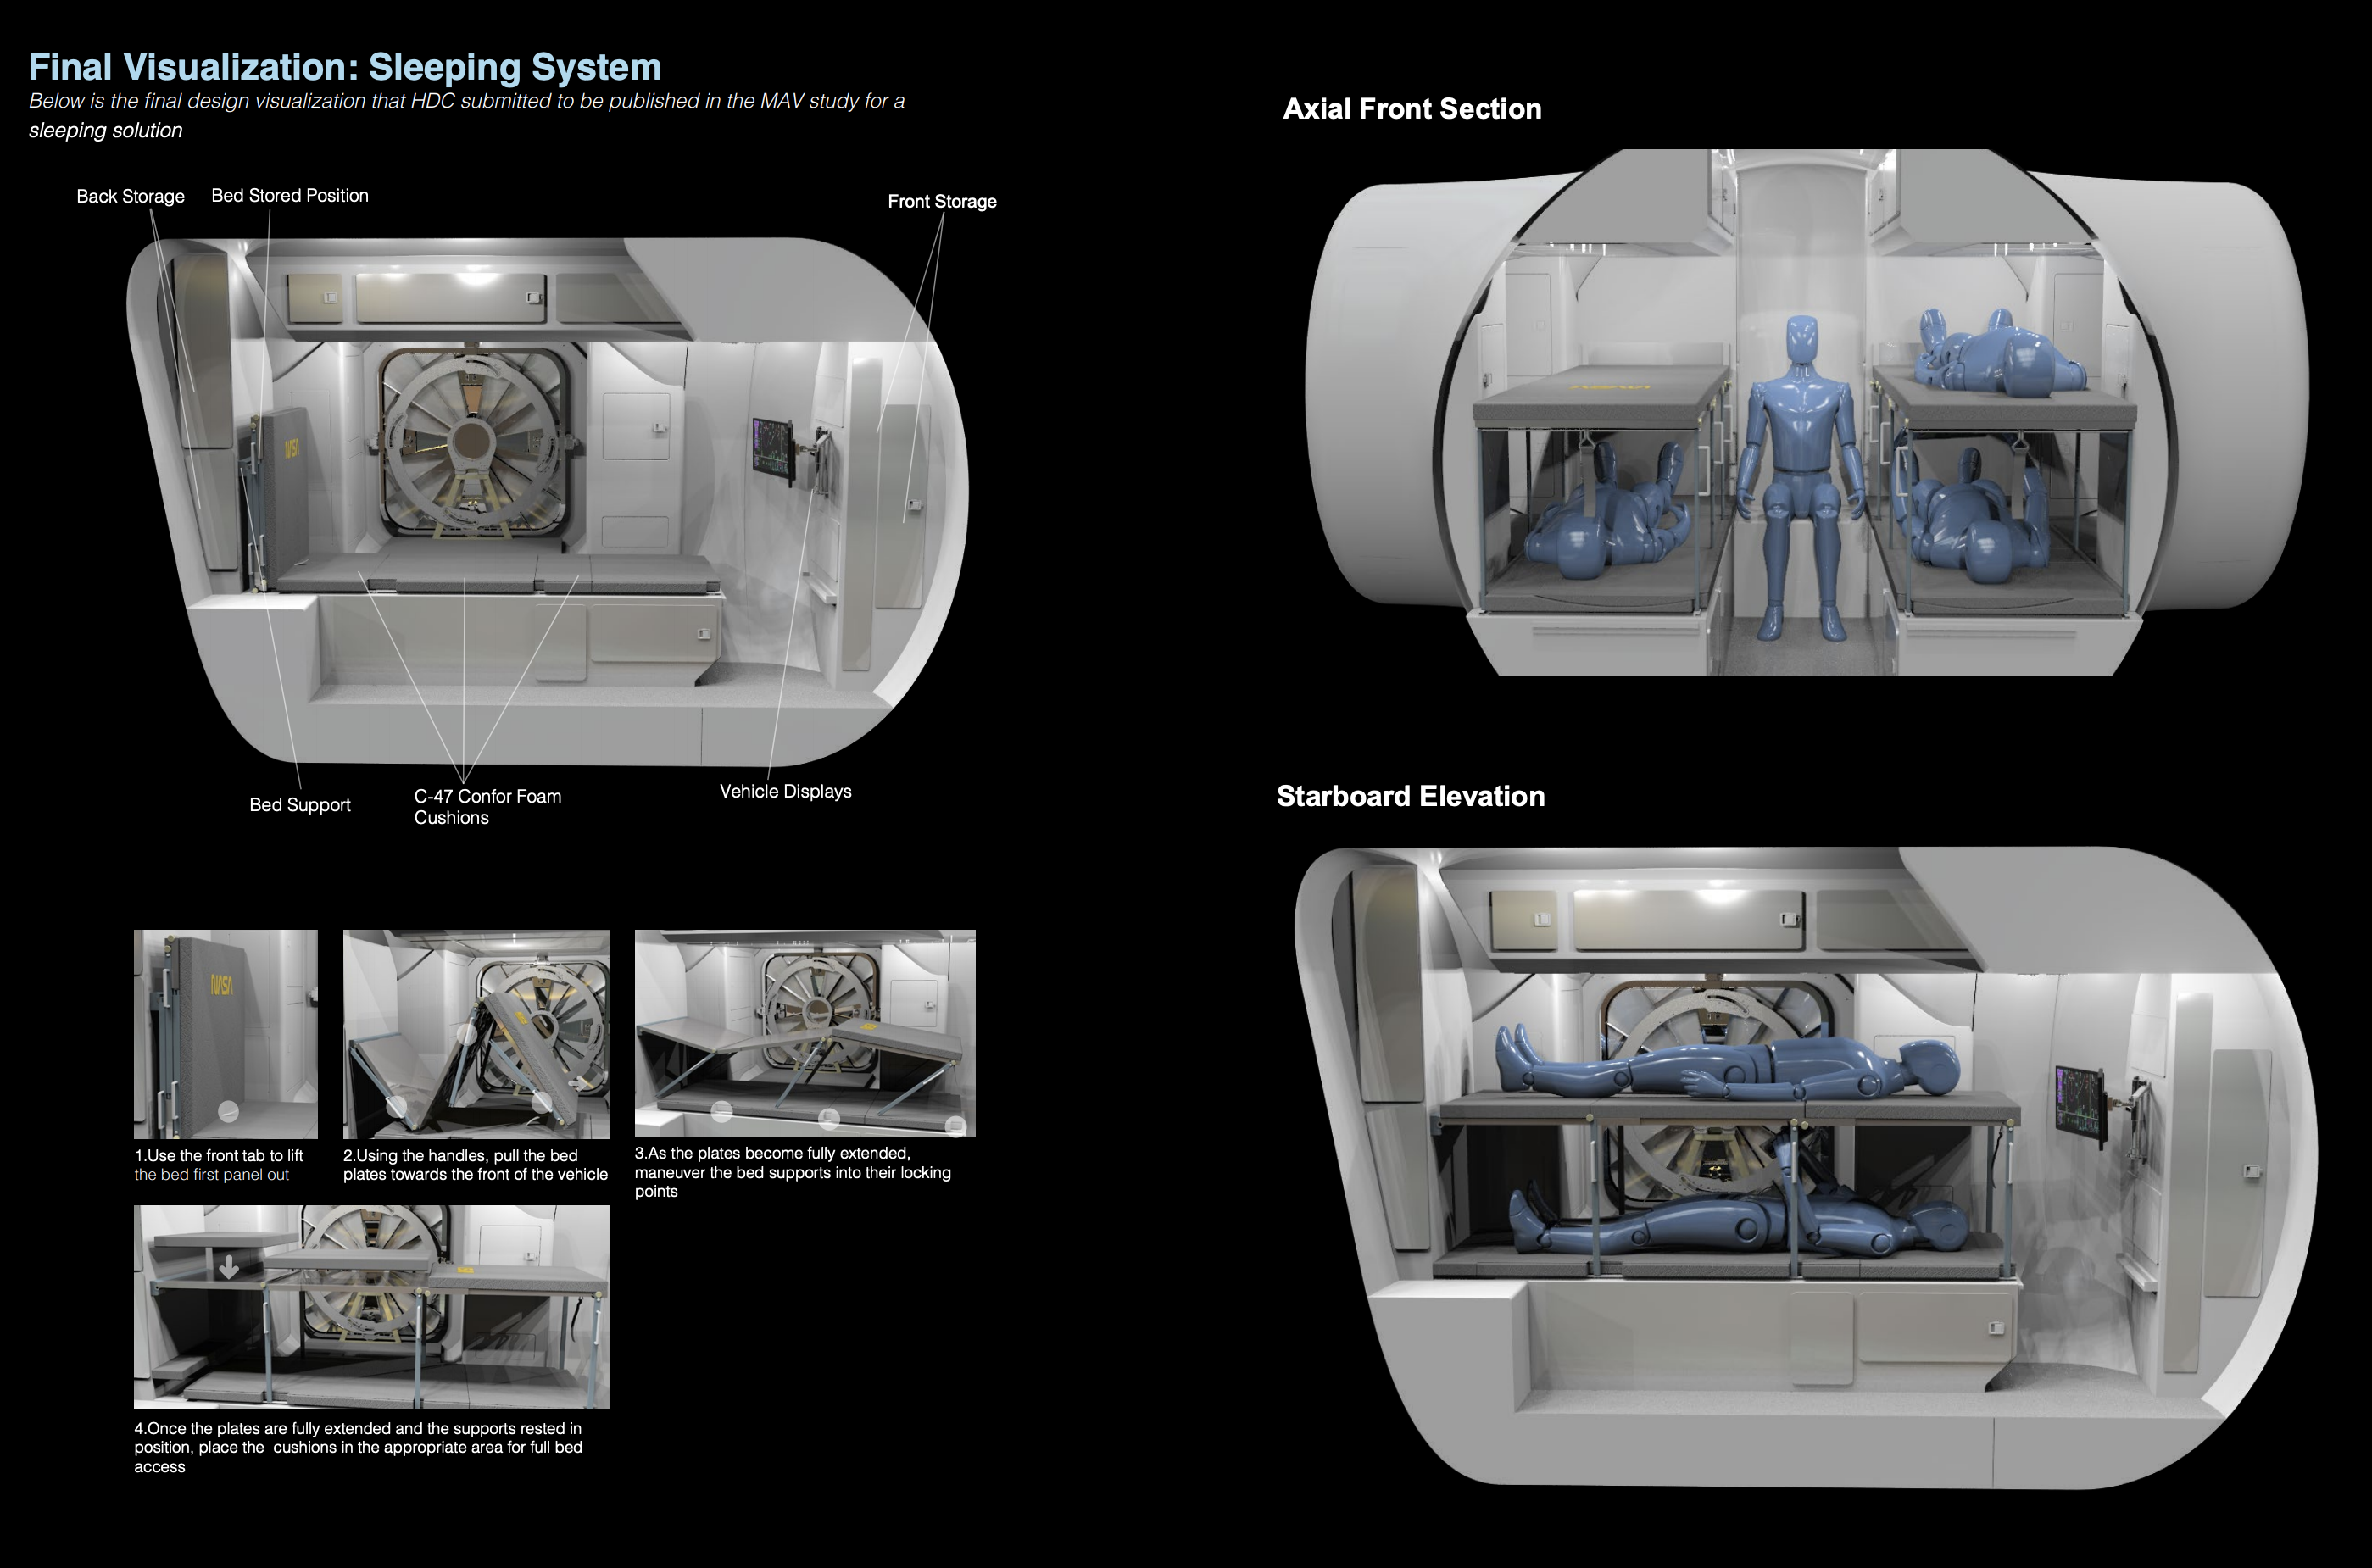 Final Visualization: Sleeping System
Below is the final design visualization that HDC submitted to be published in the MAV study for a
sleeping solution
Back Storage
Bed Stored Position
Front Storage
NASA
Bed Support
C-47 Confor Foam
Cushions
Vehicle Displays
NASA
1.Use the front tab to lift
the bed first panel out
2.Using the handles, pull the bed
plates towards the front of the vehicle
3.As the plates become fully extended,
maneuver the bed supports into their locking
points
4.Once the plates are fully extended and the supports rested in
position, place the  cushions in the appropriate area for full bed
access
Axial Front Section
NASA
Starboard Elevation